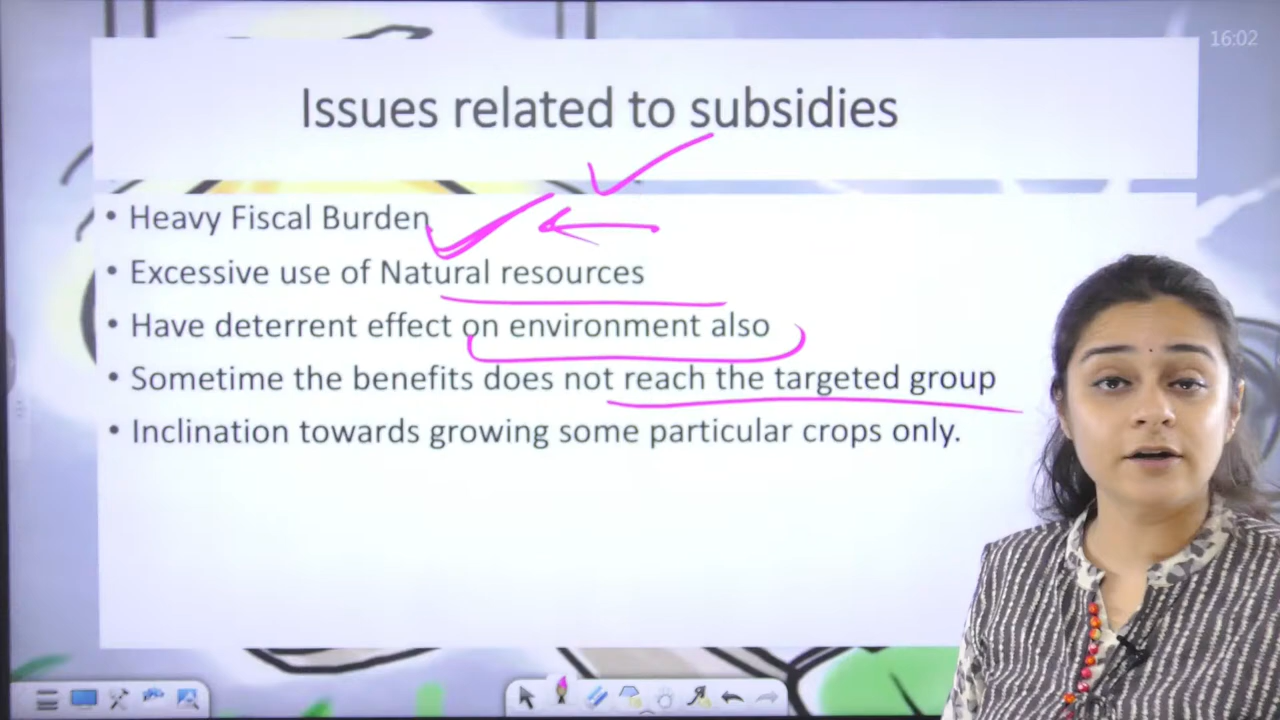 16:02
Issues related to subsidies
• Heavy Fiscal Burden
• Excessive use of Natural resources
• Have deterrent effect on environment also
• Sometime the benefits does not reach the targeted group
• Inclination towards growing some particular crops only.